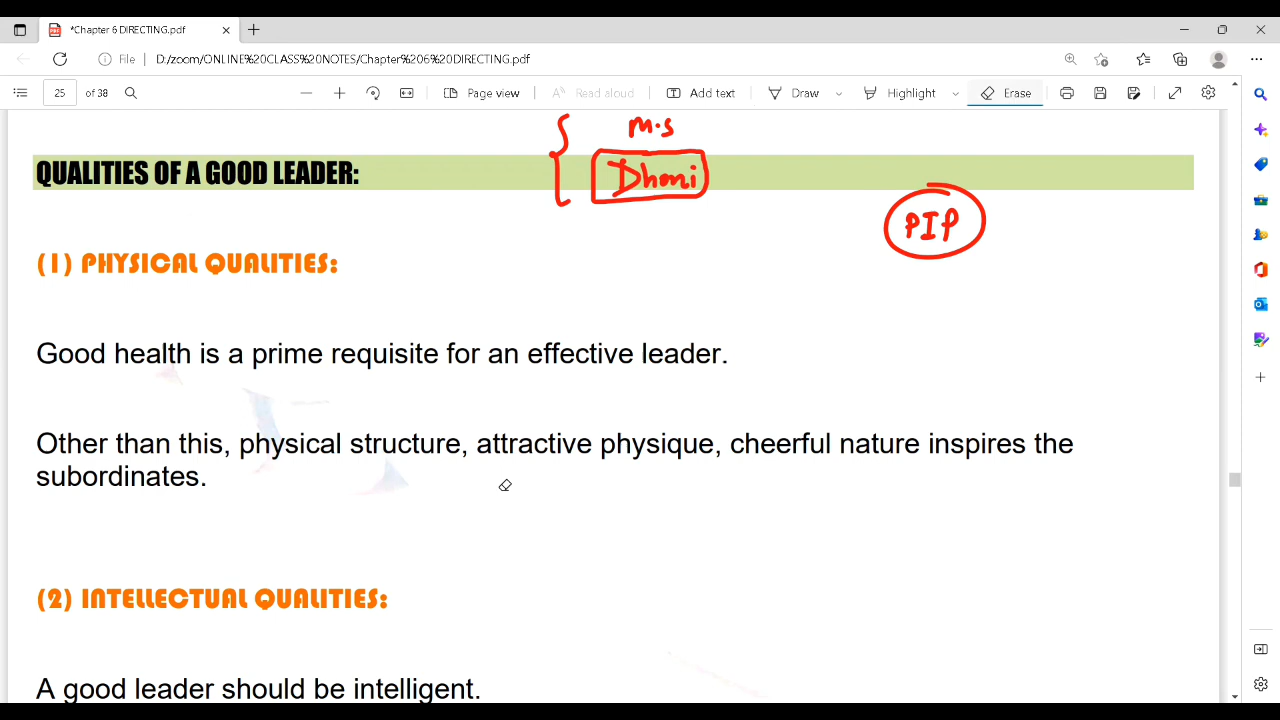 *Chapter 6 DIRECTING.pdf
File D:/zoom/ONLINE%20CLASS%20NOTES/Chapter%206%20DIRECTING.pdf
25 of 38 Page view Read aloud Add text Draw Highlight Erase
M.S
QUALITIES OF A GOOD LEADER: Dhoni
PIP
(1) PHYSICAL QUALITIES:
Good health is a prime requisite for an effective leader.
Other than this, physical structure, attractive physique, cheerful nature inspires the
subordinates.
(2) INTELLECTUAL QUALITIES:
A good leader should be intelligent.